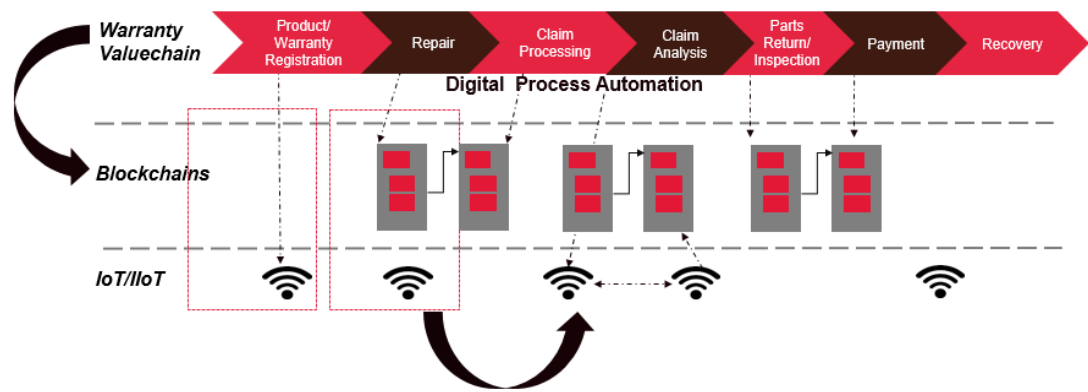 Warranty
Valuechain
Product/
Warranty
Registration
Repair
Claim
Processing
Claim
Analysis
Parts
Return/
Inspection
Payment
Recovery
Digital Process Automation
Blockchains
IoT/IIoT